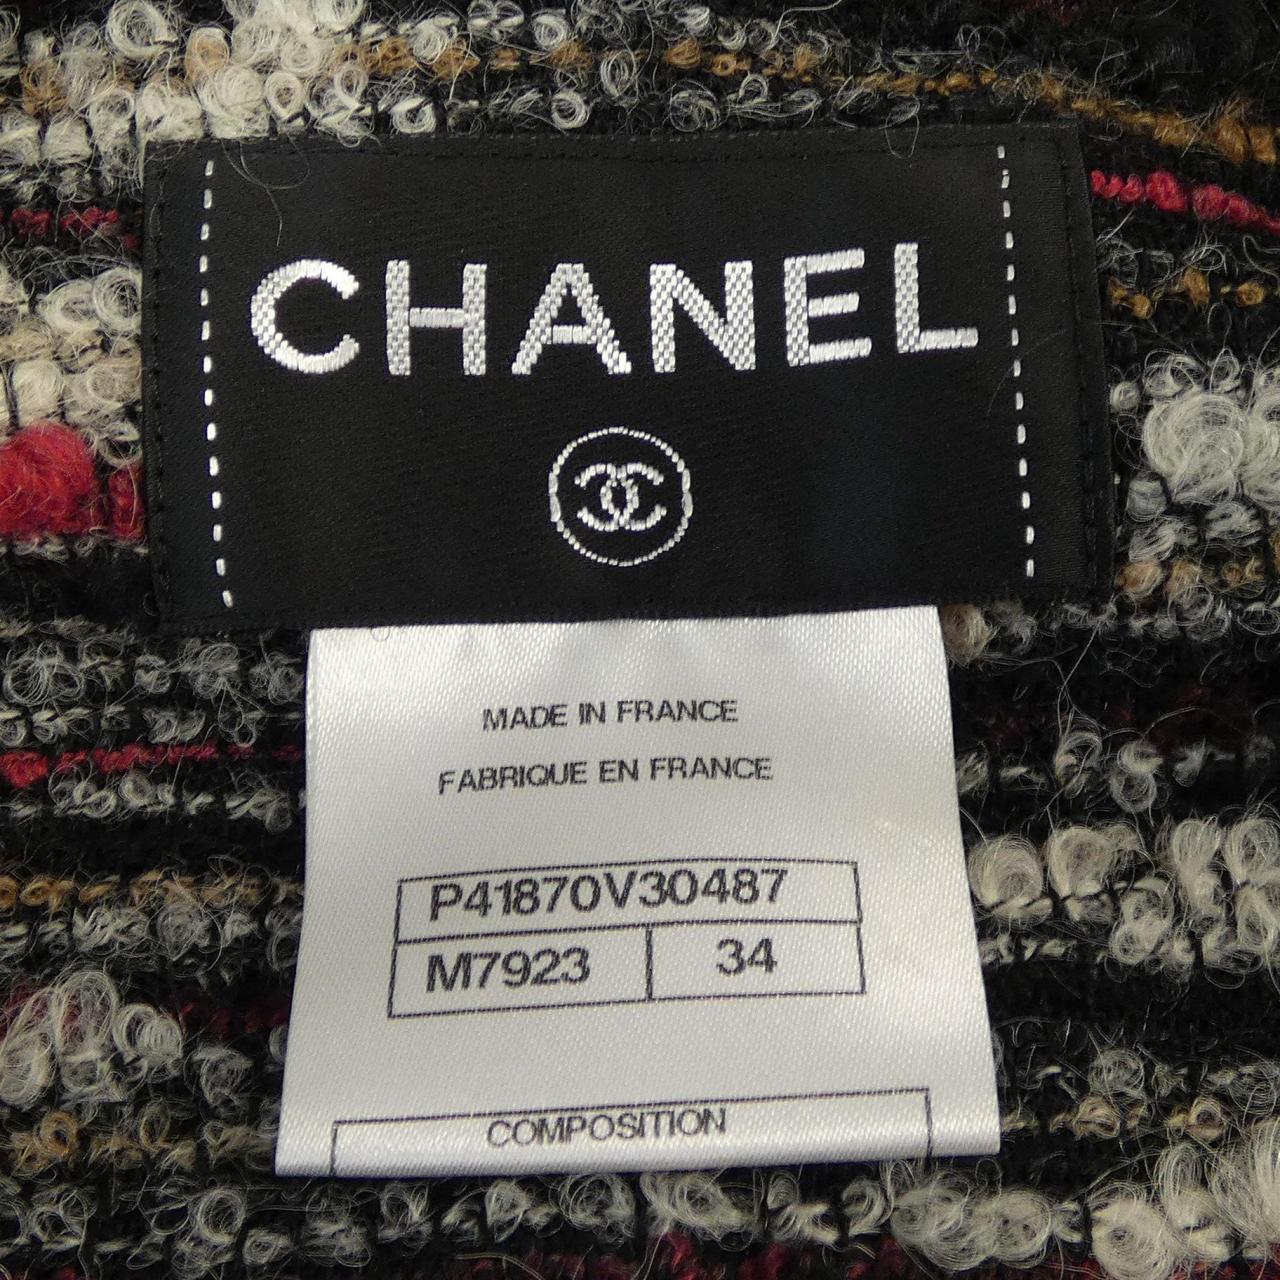 CHANEL
MADE IN FRANCE
FABRIQUE EN FRANCE
P41870V30487
M7923 34
COMPOSITION